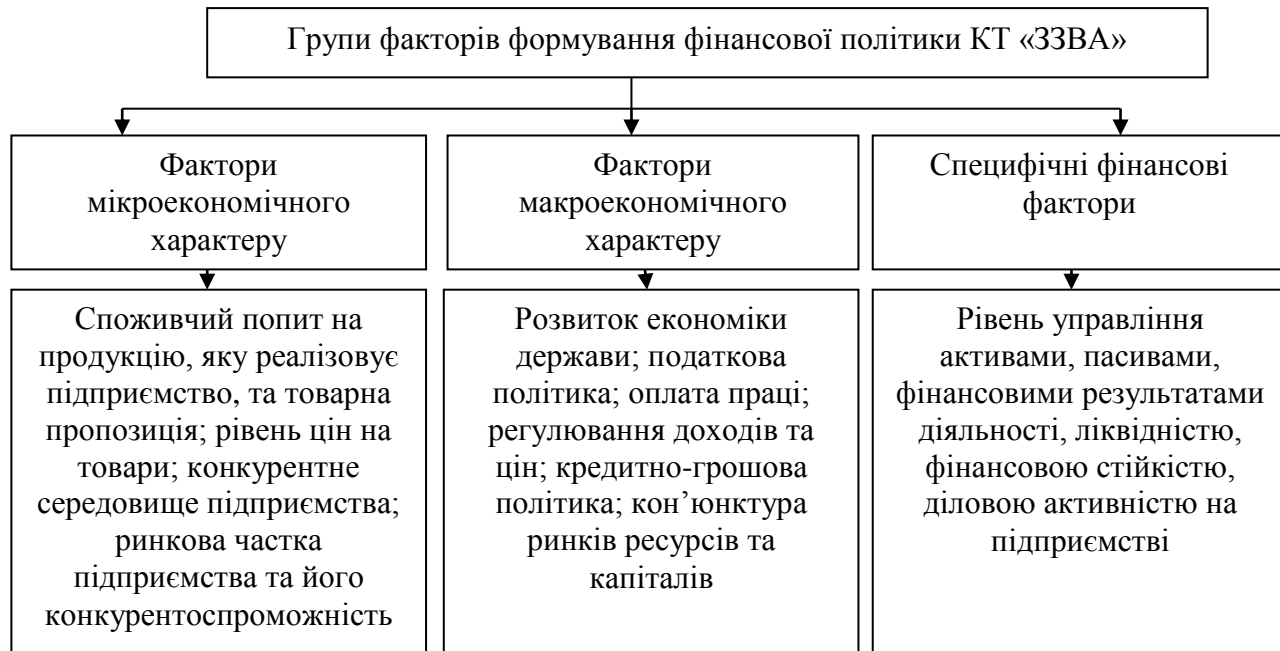 Групи факторів формування фінансової політики КТ «ЗЗВА»
Фактори
мікроекономічного
характеру
Фактори
макроекономічного
характеру
Специфічні фінансові
фактори
Споживчий попит на
продукцію, яку реалізовує
підприємство, та товарна
пропозиція; рівень цін на
товари; конкурентне
середовище підприємства;
ринкова частка
підприємства та його
конкурентоспроможність
Розвиток економіки
держави; податкова
політика; оплата праці;
регулювання доходів та
цін; кредитно-грошова
політика; кон’юнктура
ринків ресурсів та
капіталів
Рівень управління
активами, пасивами,
фінансовими результатами
діяльності, ліквідністю,
фінансовою стійкістю,
діловою активністю на
підприємстві